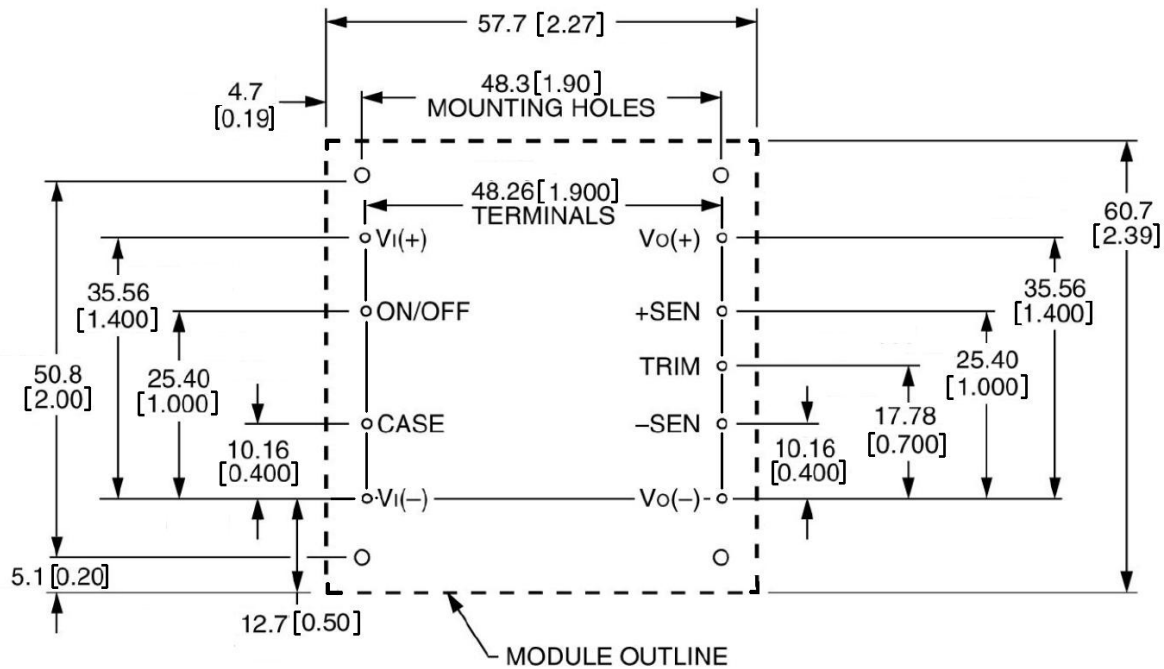 57.7 [2.27]
4.7
[0.19]
48.3[1.90]
MOUNTING HOLES
48.26[1.900]
TERMINALS
60.7
[2.39]
VI(+)
VO(+)
35.56
[1.400]
35.56
[1.400]
ON/OFF
+SEN
50.8
[2.00]
25.40
[1.000]
TRIM
25.40
[1.000]
17.78
[0.700]
CASE
–SEN
10.16
[0.400]
10.16
[0.400]
VI(–)
VO(–)
5.1[0.20]
12.7[0.50]
MODULE OUTLINE